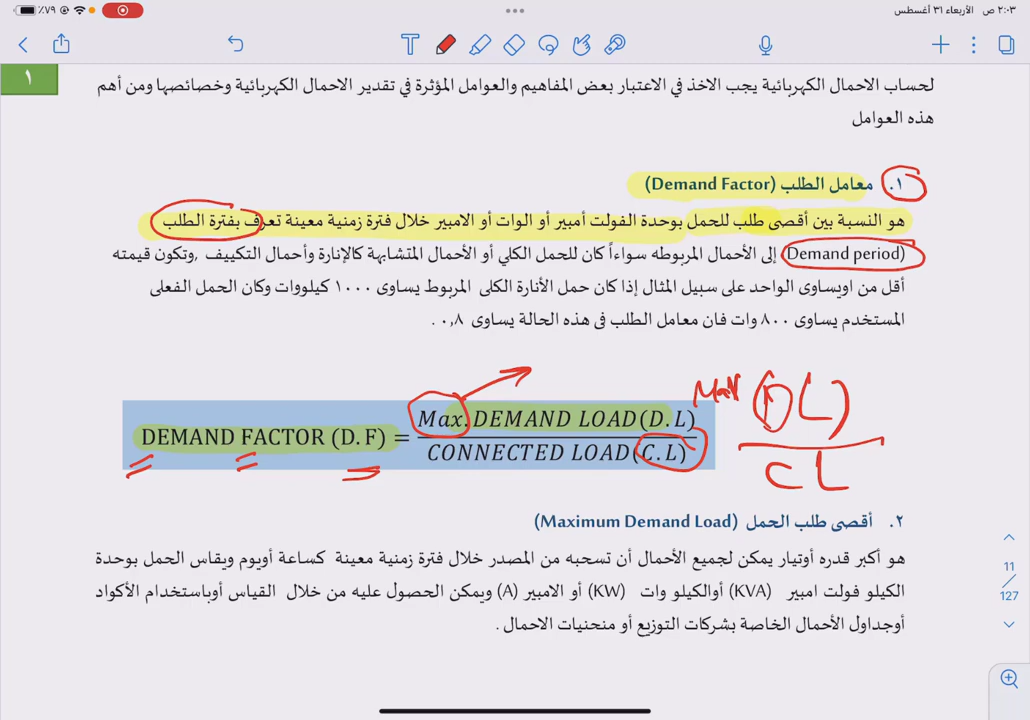 ٪٧٩
•••
٢:٠٣ ص الأربعاء ٣١ أغسطس
١
لحساب الاحمال الكهربائية يجب الاخذ في الاعتبار بعض المفاهيم والعوامل المؤثرة في تقدير الاحمال الكهربائية وخصائصها ومن أهم
هذه العوامل
١. معامل الطلب (Demand Factor)
هو النسبة بين أقصى طلب للحمل بوحدة الفولت أمبير أو الوات أو الامبير خلال فترة زمنية معينة تعرف بفترة الطلب
(Demand period إلى الأحمال المربوطه سواءاً كان للحمل الكلي أو الأحمال المتشابهة كالإنارة وأحمال التكييف ,وتكون قيمته
أقل من اويساوى الواحد على سبيل المثال إذا كان حمل الأنارة الكلى المربوط يساوى ١٠٠٠ كيلووات وكان الحمل الفعلى
المستخدم يساوى ٨٠٠ وات فان معامل الطلب فى هذه الحالة يساوى ٠,٨ .
DEMAND FACTOR (D.F) = Max.DEMAND LOAD(D.L)
CONNECTED LOAD(C.L)
Max (D L)
C L
٢. أقصى طلب الحمل (Maximum Demand Load)
هو أكبر قدره أوتيار يمكن لجميع الأحمال أن تسحبه من المصدر خلال فترة زمنية معينة كساعة أويوم ويقاس الحمل بوحدة
الكيلو فولت امبير (KVA) أوالكيلو وات (KW) أو الامبير (A) ويمكن الحصول عليه من خلال القياس أوباستخدام الأكواد
أوجداول الأحمال الخاصة بشركات التوزيع أو منحنيات الاحمال .
11
127